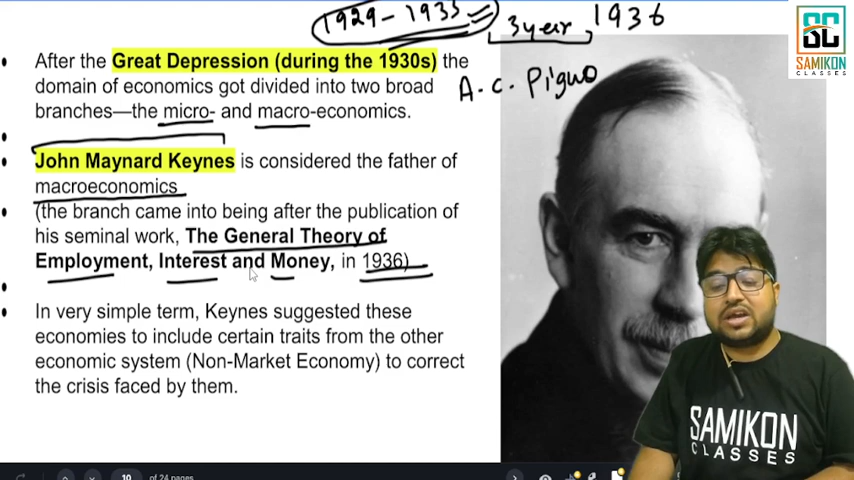 1929-1933
3 year
1936
SAMIKON
CLASSES
A.C. Piguo
• After the Great Depression (during the 1930s) the
domain of economics got divided into two broad
branches—the micro- and macro-economics.
•
• John Maynard Keynes is considered the father of
macroeconomics
• (the branch came into being after the publication of
his seminal work, The General Theory of
Employment, Interest and Money, in 1936)
•
• In very simple term, Keynes suggested these
economies to include certain traits from the other
economic system (Non-Market Economy) to correct
the crisis faced by them.
SAMIKON
CLASSES
10 of 24 pages